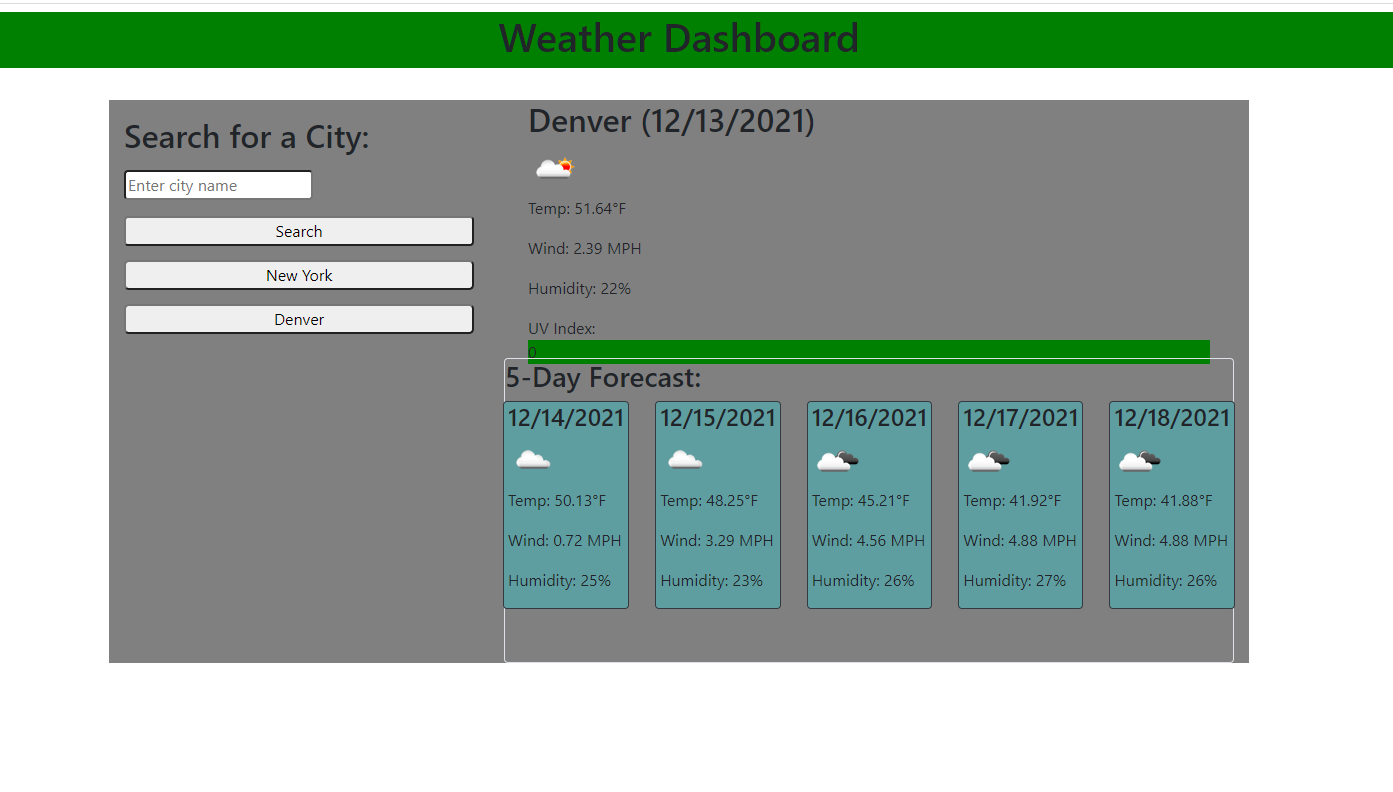 Weather Dashboard
Search for a City:
Enter city name
Search
New York
Denver
Denver (12/13/2021)
Temp: 51.64°F
Wind: 2.39 MPH
Humidity: 22%
UV Index:
0
5-Day Forecast:
12/14/2021
Temp: 50.13°F
Wind: 0.72 MPH
Humidity: 25%
12/15/2021
Temp: 48.25°F
Wind: 3.29 MPH
Humidity: 23%
12/16/2021
Temp: 45.21°F
Wind: 4.56 MPH
Humidity: 26%
12/17/2021
Temp: 41.92°F
Wind: 4.88 MPH
Humidity: 27%
12/18/2021
Temp: 41.88°F
Wind: 4.88 MPH
Humidity: 26%